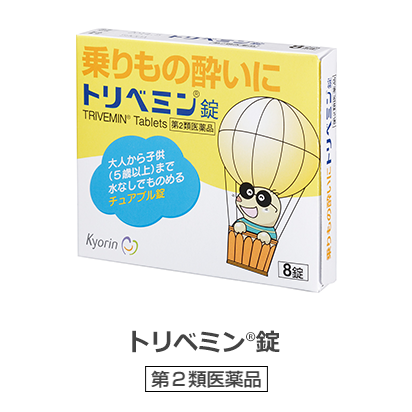 乗りもの酔いに
トリベミン®錠
TRIVEMIN® Tablets 第2類医薬品
大人から子供
(5歳以上)まで
水なしでものめる
チュアブル錠
Kyorin
8錠
トリベミン®錠
第２類医薬品